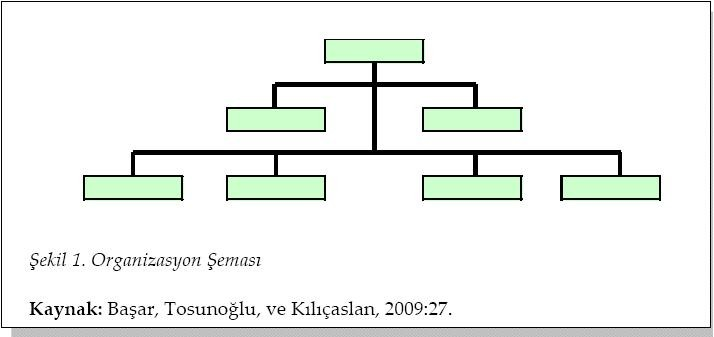 Şekil 1. Organizasyon Şeması
Kaynak: Başar, Tosunoğlu, ve Kılıçaslan, 2009:27.